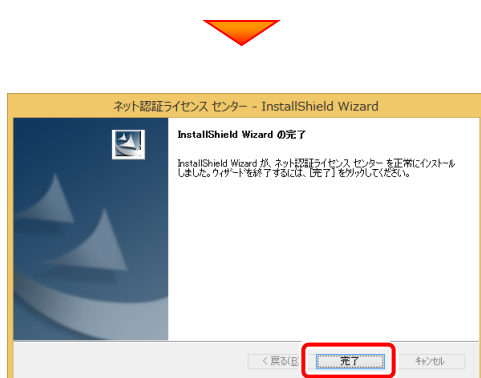 ネット認証ライセンス センター - InstallShield Wizard
InstallShield Wizard の完了
InstallShield Wizard が、ネット認証ライセンス センター を正常にインストール
しました。ウィザードを終了するには、[完了] をクリックしてください。
< 戻る(B
完了
キャンセル